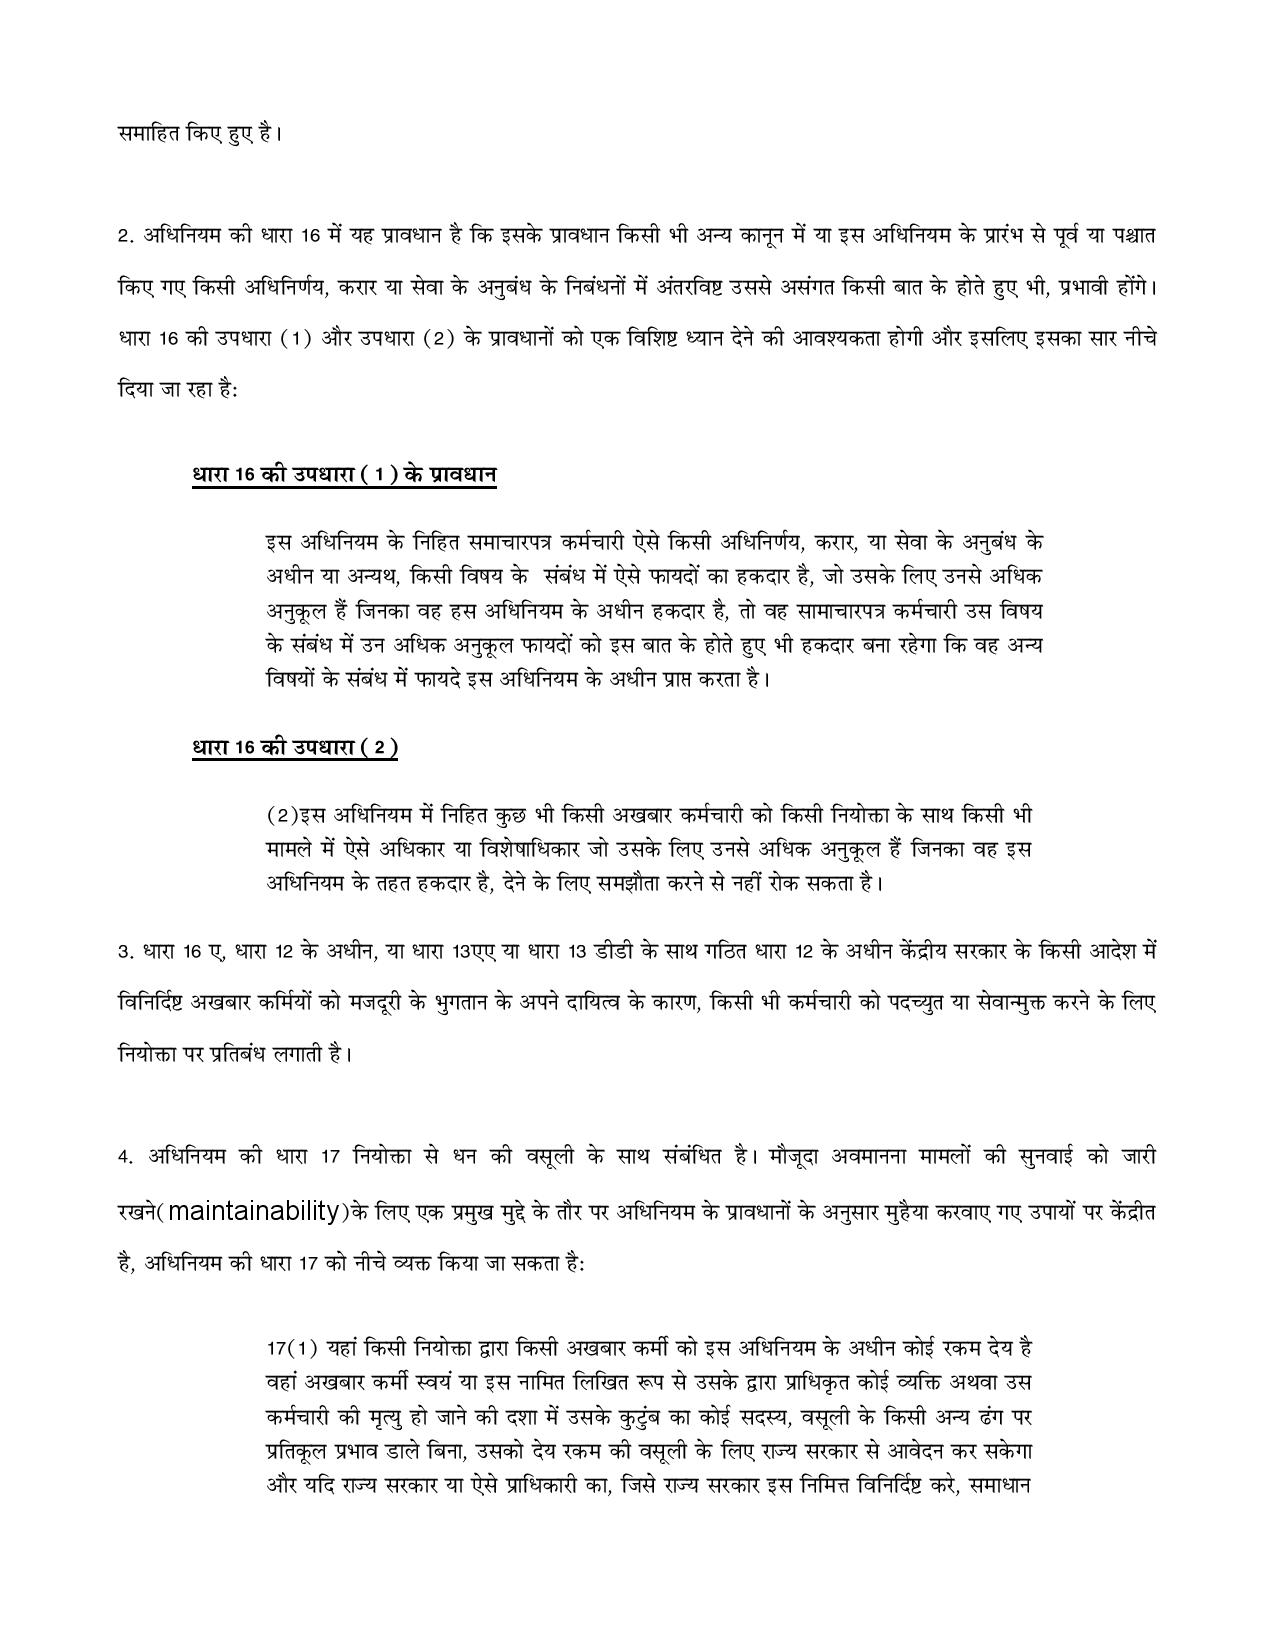 समाहित किए हुए है।
2. अधिनियम की धारा 16 में यह प्रावधान है कि इसके प्रावधान किसी भी अन्य कानून में या इस अधिनियम के प्रारंभ से पूर्व या पश्चात
किए गए किसी अधिनिर्णय, करार या सेवा के अनुबंध के निबंधनों में अंतरविष्ट उससे असंगत किसी बात के होते हुए भी, प्रभावी होंगे।
धारा 16 की उपधारा (1) और उपधारा (2) के प्रावधानों को एक विशिष्ट ध्यान देने की आवश्यकता होगी और इसलिए इसका सार नीचे
दिया जा रहा है:
धारा 16 की उपधारा ( 1 ) के प्रावधान
इस अधिनियम के निहित समाचारपत्र कर्मचारी ऐसे किसी अधिनिर्णय, करार, या सेवा के अनुबंध के
अधीन या अन्यथ, किसी विषय के संबंध में ऐसे फायदों का हकदार है, जो उसके लिए उनसे अधिक
अनुकूल हैं जिनका वह हस अधिनियम के अधीन हकदार है, तो वह सामाचारपत्र कर्मचारी उस विषय
के संबंध में उन अधिक अनुकूल फायदों को इस बात के होते हुए भी हकदार बना रहेगा कि वह अन्य
विषयों के संबंध में फायदे इस अधिनियम के अधीन प्राप्त करता है।
धारा 16 की उपधारा ( 2 )
(2)इस अधिनियम में निहित कुछ भी किसी अखबार कर्मचारी को किसी नियोक्ता के साथ किसी भी
मामले में ऐसे अधिकार या विशेषाधिकार जो उसके लिए उनसे अधिक अनुकूल हैं जिनका वह इस
अधिनियम के तहत हकदार है, देने के लिए समझौता करने से नहीं रोक सकता है।
3. धारा 16 ए, धारा 12 के अधीन, या धारा 13एए या धारा 13 डीडी के साथ गठित धारा 12 के अधीन केंद्रीय सरकार के किसी आदेश में
विनिर्दिष्ट अखबार कर्मियों को मजदूरी के भुगतान के अपने दायित्व के कारण, किसी भी कर्मचारी को पदच्युत या सेवान्मुक्त करने के लिए
नियोक्ता पर प्रतिबंध लगाती है।
4. अधिनियम की धारा 17 नियोक्ता से धन की वसूली के साथ संबंधित है। मौजूदा अवमानना मामलों की सुनवाई को जारी
रखने(maintainability)के लिए एक प्रमुख मुद्दे के तौर पर अधिनियम के प्रावधानों के अनुसार मुहैया करवाए गए उपायों पर केंद्रीत
है, अधिनियम की धारा 17 को नीचे व्यक्त किया जा सकता है:
17(1) यहां किसी नियोक्ता द्वारा किसी अखबार कर्मी को इस अधिनियम के अधीन कोई रकम देय है
वहां अखबार कर्मी स्वयं या इस नामित लिखित रूप से उसके द्वारा प्राधिकृत कोई व्यक्ति अथवा उस
कर्मचारी की मृत्यु हो जाने की दशा में उसके कुटुंब का कोई सदस्य, वसूली के किसी अन्य ढंग पर
प्रतिकूल प्रभाव डाले बिना, उसको देय रकम की वसूली के लिए राज्य सरकार से आवेदन कर सकेगा
और यदि राज्य सरकार या ऐसे प्राधिकारी का, जिसे राज्य सरकार इस निमित्त विनिर्दिष्ट करे, समाधान